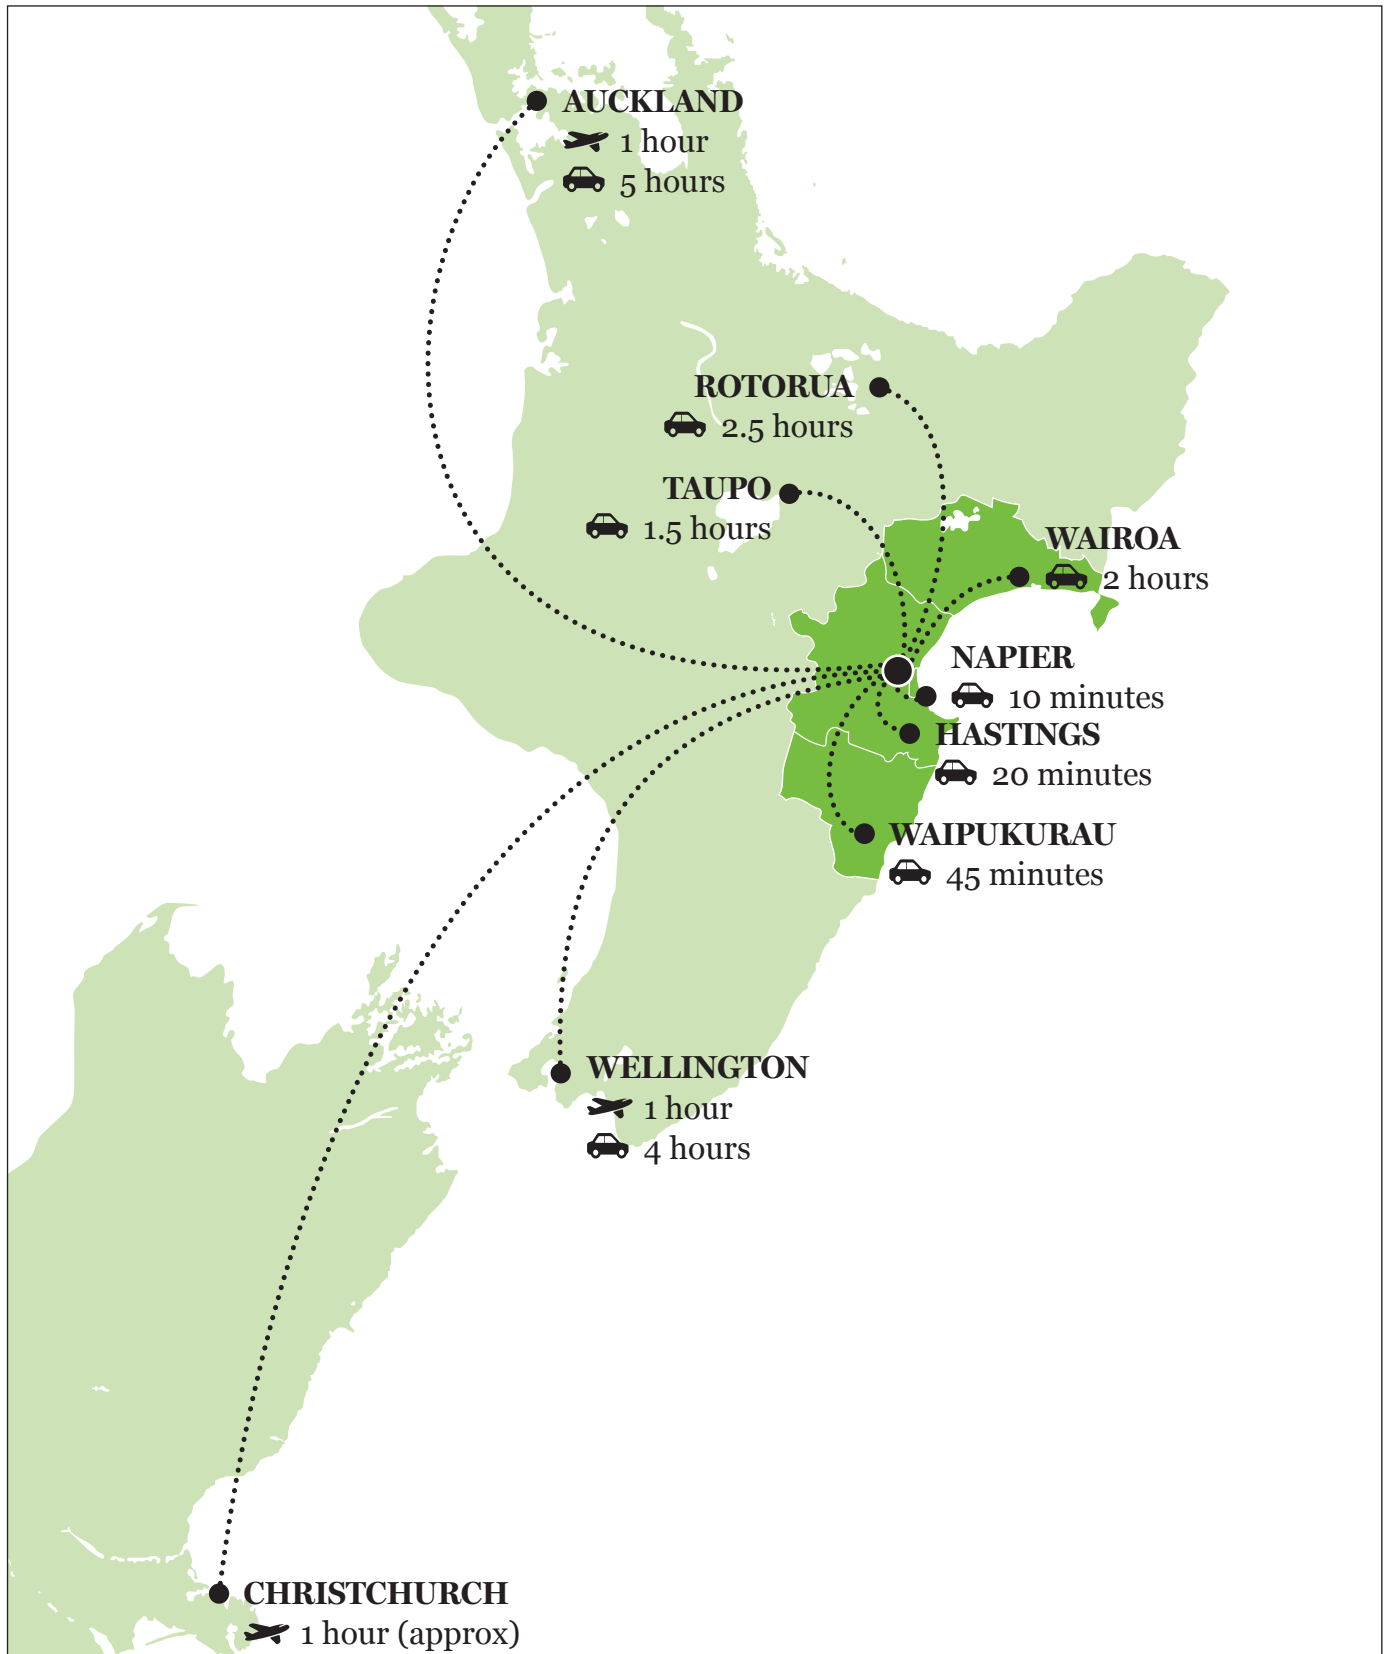 AUCKLAND
1 hour
5 hours
ROTORUA
2.5 hours
TAUPO
1.5 hours
WAIROA
2 hours
NAPIER
10 minutes
HASTINGS
20 minutes
WAIPUKURAU
45 minutes
WELLINGTON
1 hour
4 hours
CHRISTCHURCH
1 hour (approx)